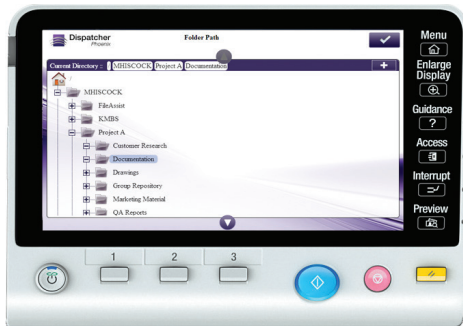 Dispatcher
Phoenix
Folder Path
Menu
Current Directory :: / MHISCOCK Project A Documentation
+
Enlarge
Display
/
MHISCOCK
FileAssist
KMBS
Project A
Customer Research
Documentation
Drawings
Group Repository
Marketing Material
QA Reports
Guidance
?
Access
Interrupt
Preview
1 2 3